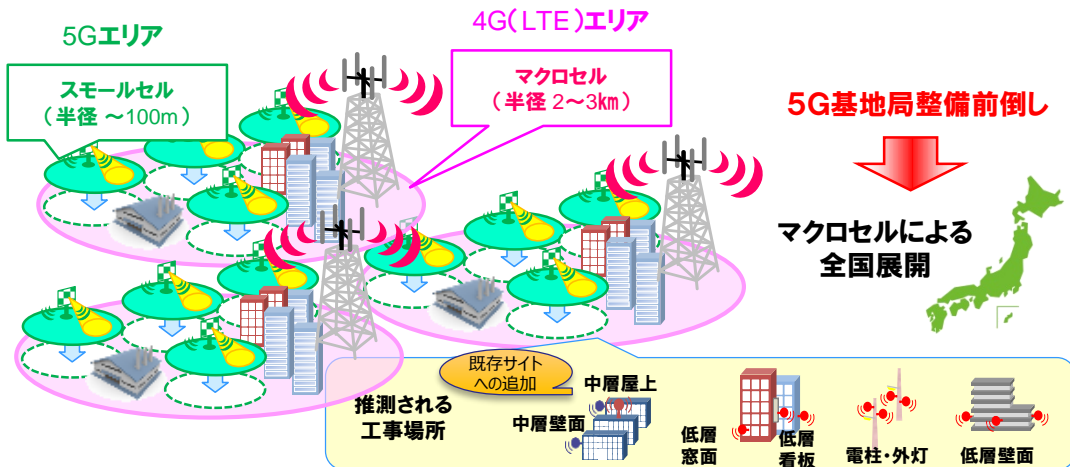 5Gエリア
スモールセル
(半径 ～100m)
4G(LTE)エリア
マクロセル
(半径 2～3㎞)
5G基地局整備前倒し
マクロセルによる
全国展開
既存サイト
への追加
推測される
工事場所
中層屋上
中層壁面
低層
窓面
低層
看板
電柱・外灯
低層壁面